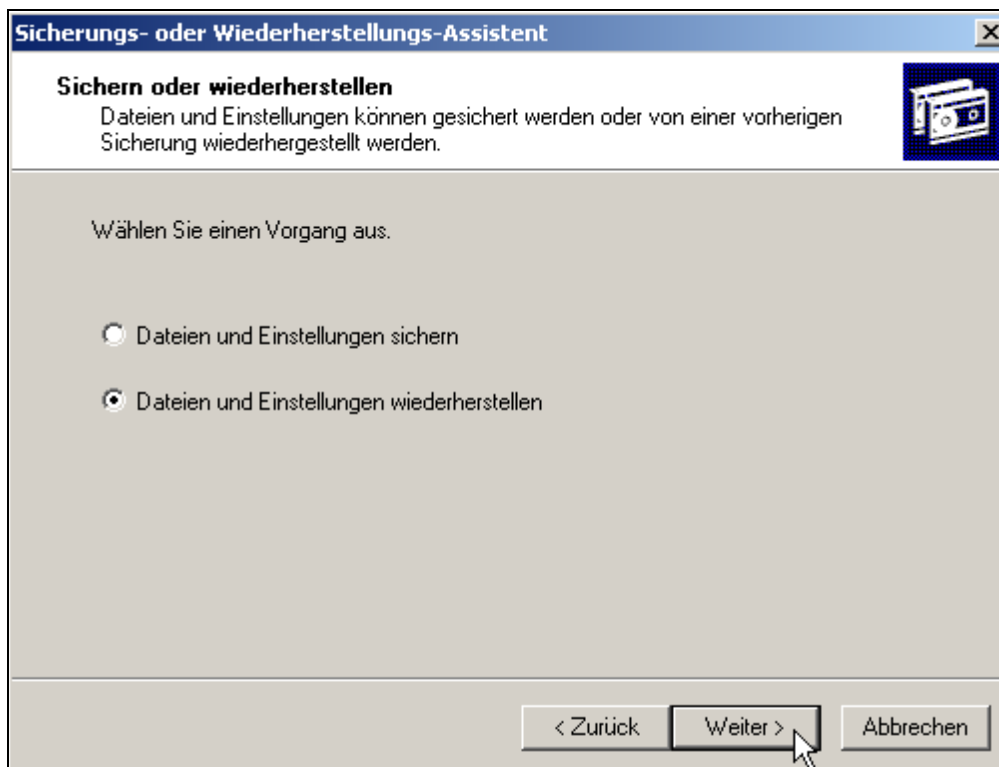 Sicherungs- oder Wiederherstellungs-Assistent
Sichern oder wiederherstellen
Dateien und Einstellungen können gesichert werden oder von einer vorherigen
Sicherung wiederhergestellt werden.
Wählen Sie einen Vorgang aus.
Dateien und Einstellungen sichern
Dateien und Einstellungen wiederherstellen
< Zurück
Weiter >
Abbrechen